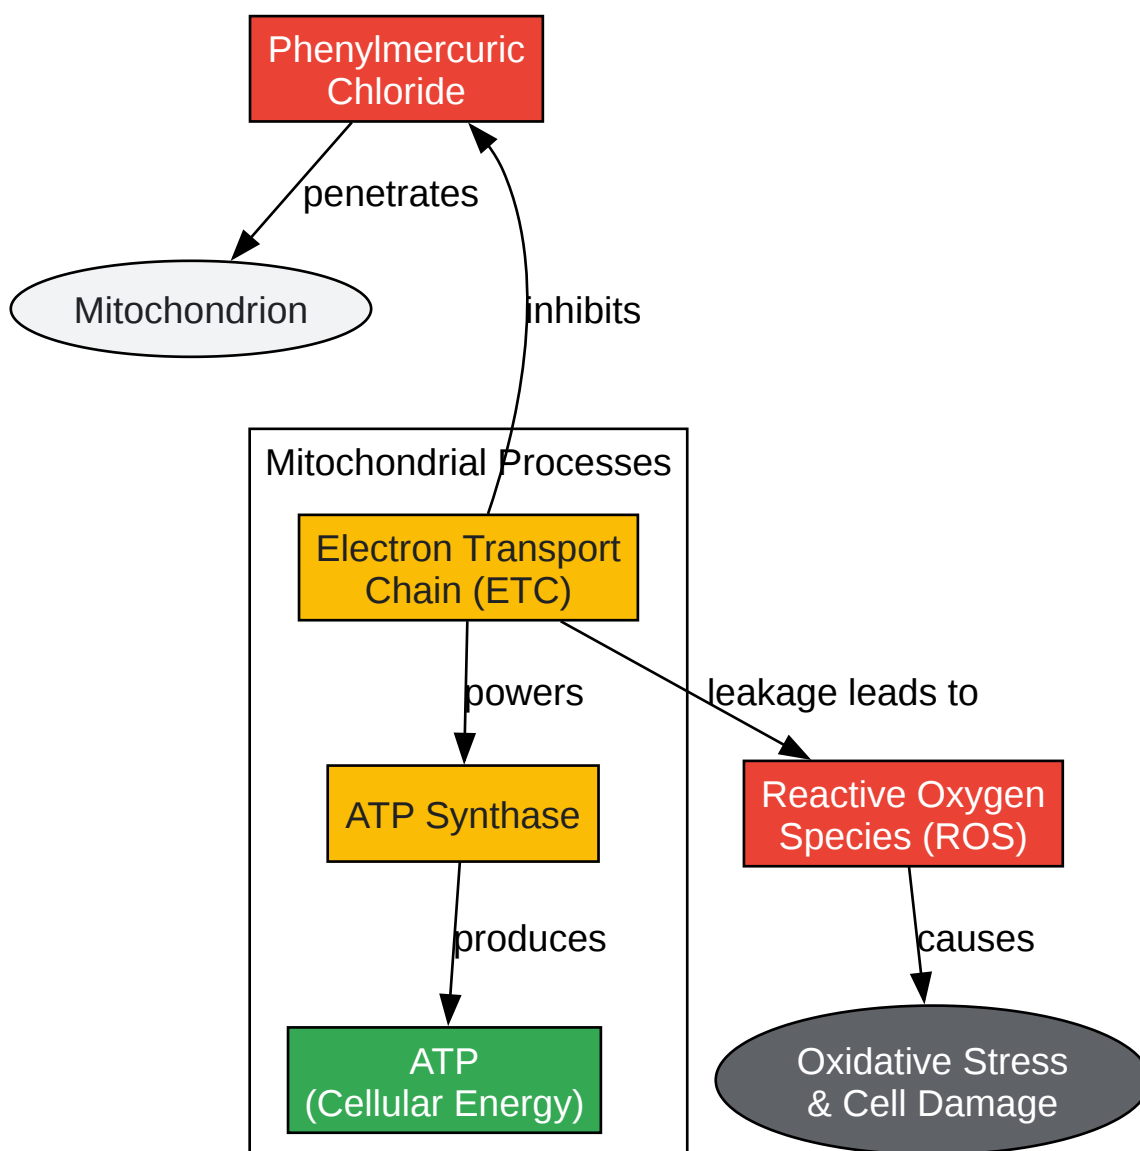 Phenylmercuric
Chloride
penetrates
Mitochondrion
inhibits
Mitochondrial Processes
Electron Transport
Chain (ETC)
powers
leakage leads to
ATP Synthase
Reactive Oxygen
Species (ROS)
produces
causes
ATP
(Cellular Energy)
Oxidative Stress
& Cell Damage